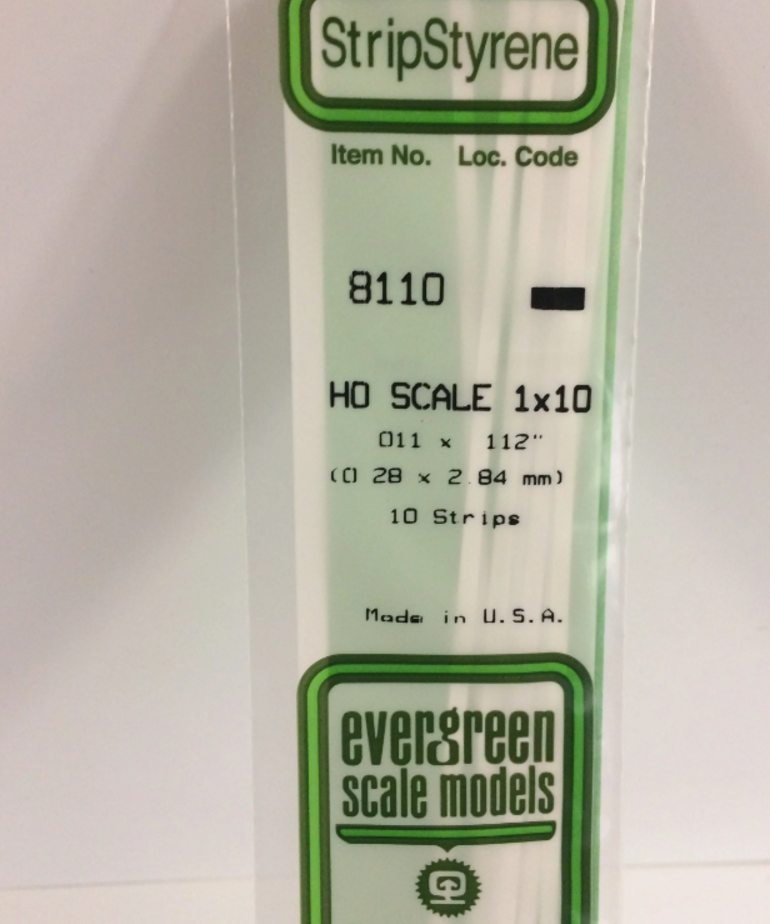 StripStyrene
Item No. Loc. Code
8110
HO SCALE 1x10
011 x 112"
(0 28 x 2.84 mm)
10 Strips
Made in U.S.A.
evergreen
scale models